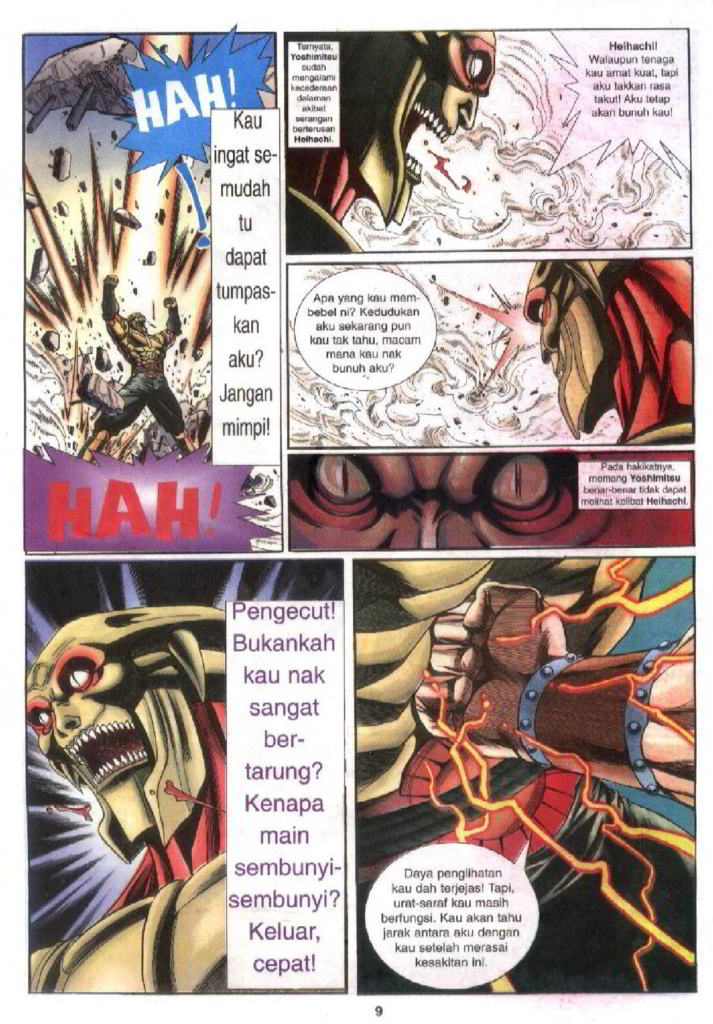 HAH!
Kau
ingat se-
mudah
tu
dapat
tumpas-
kan
aku?
Jangan
mimpi!
HAH!
Ternyata,
Yoshimitsu
sudah
mengalami
kecederaan
dalaman
akibat
serangan
berterusan
Heihachi.
Heihachi!
Walaupun tenaga
kau amat kuat, tapi
aku takkan rasa
takut! Aku tetap
akan bunuh kau!
Apa yang kau mem-
bebel ni? Kedudukan
aku sekarang pun
kau tak tahu, macam
mana kau nak
bunuh aku?
Pada hakikatnya,
memang Yoshimitsu
benar-benar tidak dapat
melihat kelibat Heihachi.
Pengecut!
Bukankah
kau nak
sangat
ber-
tarung?
Kenapa
main
sembunyi-
sembunyi?
Keluar,
cepat!
Daya penglihatan
kau dah terjejas! Tapi,
urat-saraf kau masih
berfungsi. Kau akan tahu
jarak antara aku dengan
kau setelah merasai
kesakitan ini.
9